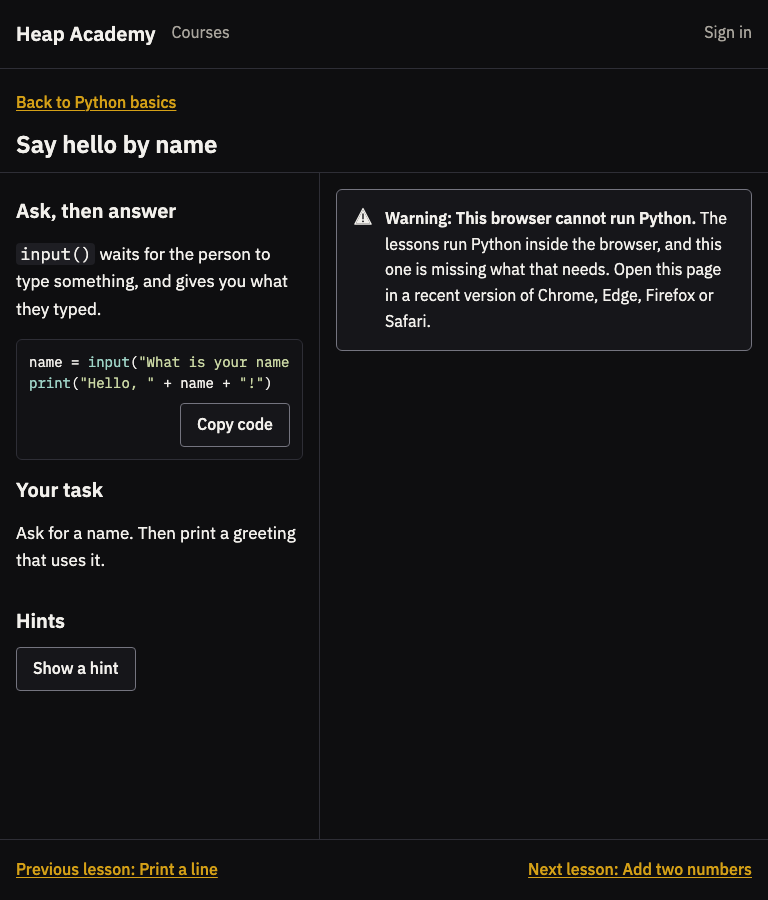 Heap Academy
Courses
Sign in
Back to Python basics
Say hello by name
Ask, then answer
input() waits for the person to
type something, and gives you what
they typed.
name = input("What is your name
print("Hello, " + name + "!")
Copy code
Your task
Ask for a name. Then print a greeting
that uses it.
Hints
Show a hint
Warning: This browser cannot run Python. The
lessons run Python inside the browser, and this
one is missing what that needs. Open this page
in a recent version of Chrome, Edge, Firefox or
Safari.
Previous lesson: Print a line
Next lesson: Add two numbers